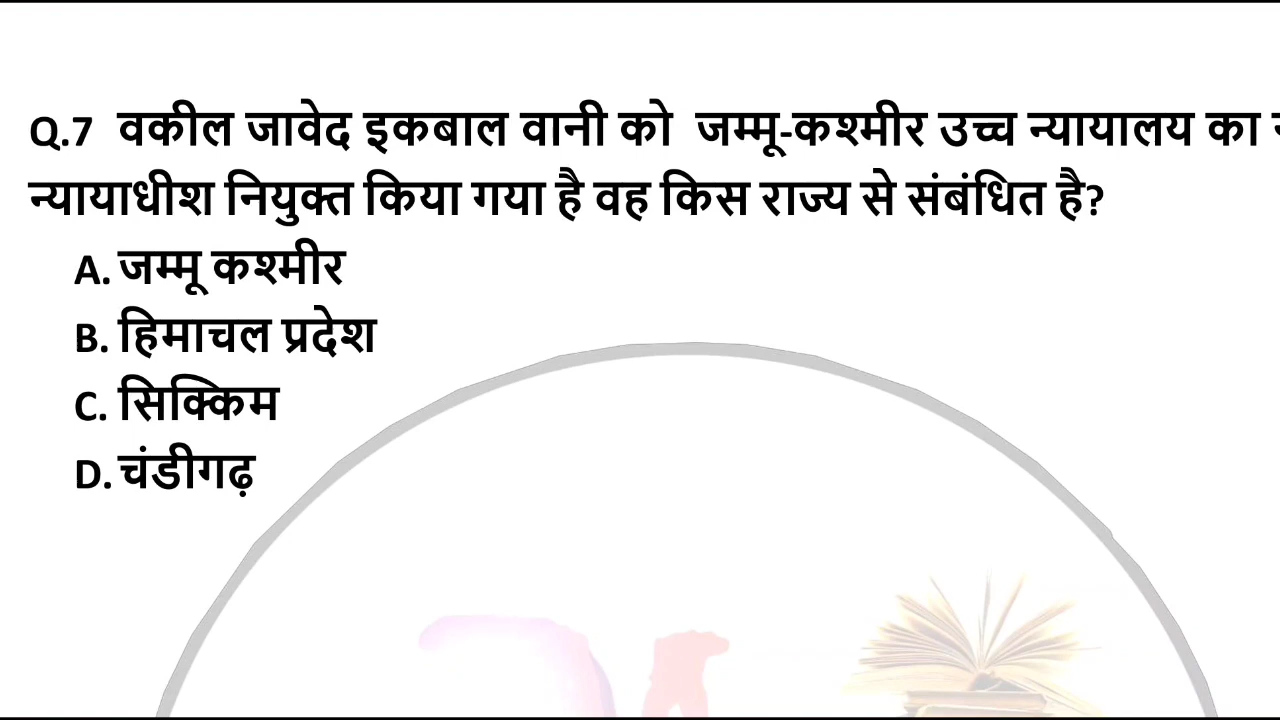 Q.7 वकील जावेद इकबाल वानी को जम्मू-कश्मीर उच्च न्यायालय का
न्यायाधीश नियुक्त किया गया है वह किस राज्य से संबंधित है?
A. जम्मू कश्मीर
B. हिमाचल प्रदेश
C. सिक्किम
D. चंडीगढ़